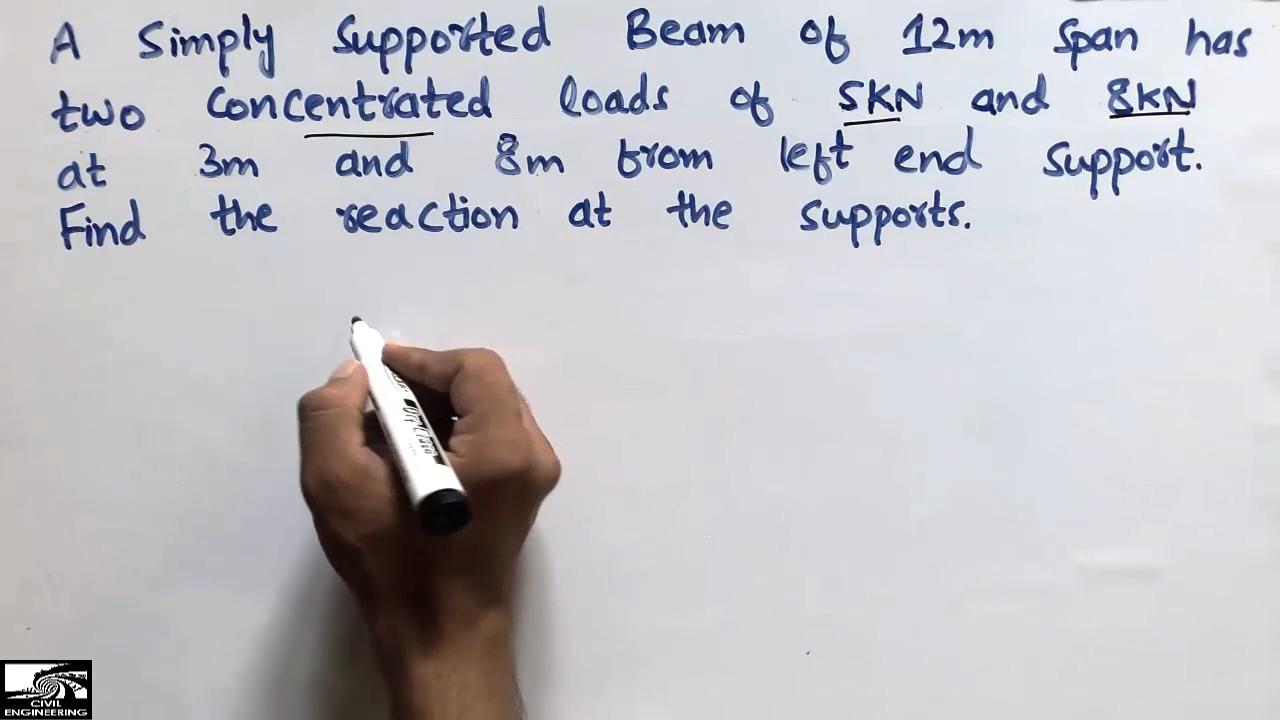 A Simply Supported Beam of 12m Span has
two Concentrated loads of 5KN and 8KN
at 3m and 8m from left end support.
Find the reaction at the supports.
CIVIL
ENGINEERING